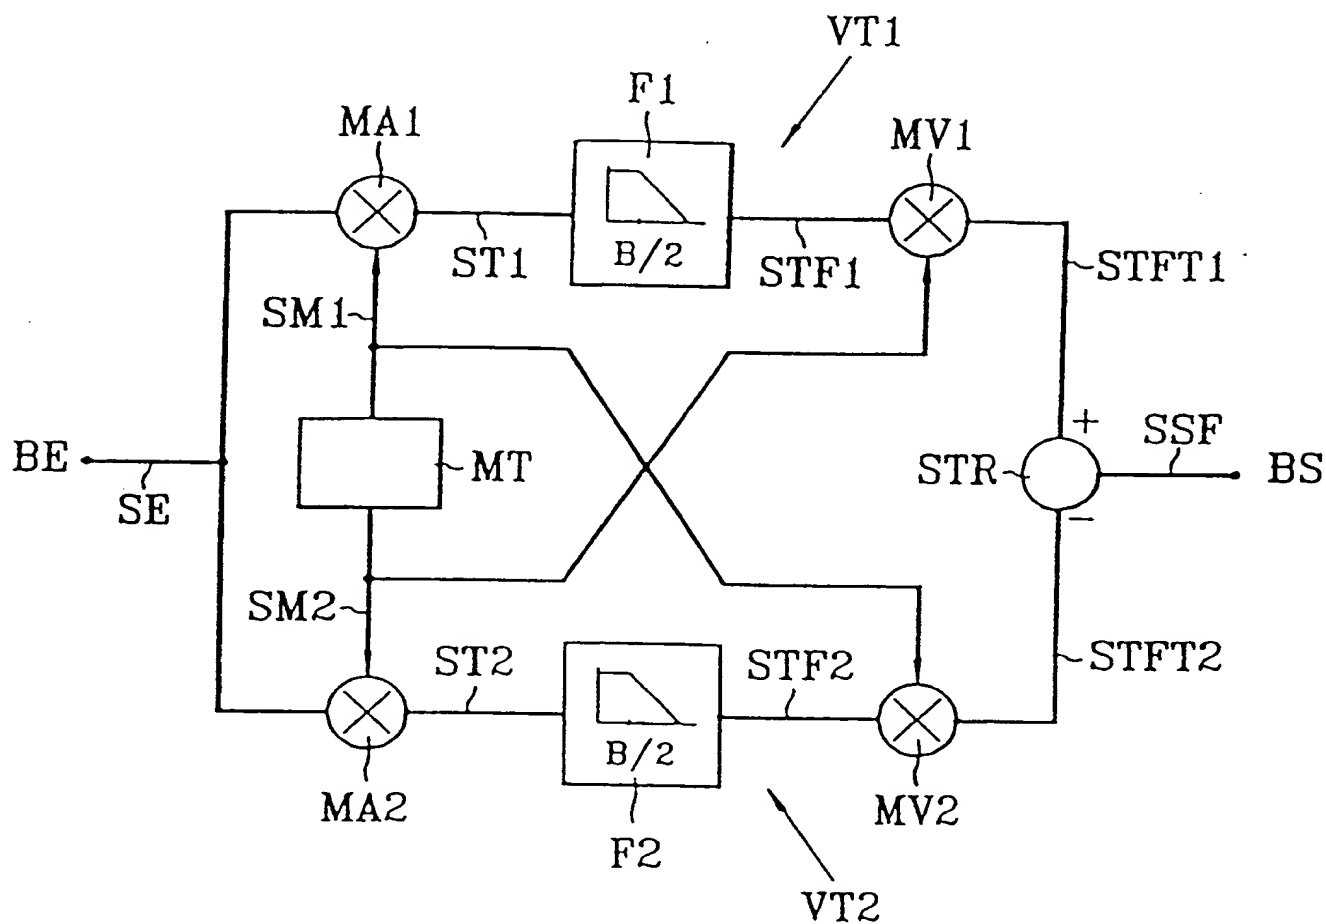 VT1
F1
MA1
MV1
B/2
ST1
STF1
STFT1
SM1
+
SSF
BE
MT
STR
BS
SE
−
SM2
ST2
STF2
STFT2
B/2
MA2
MV2
F2
VT2